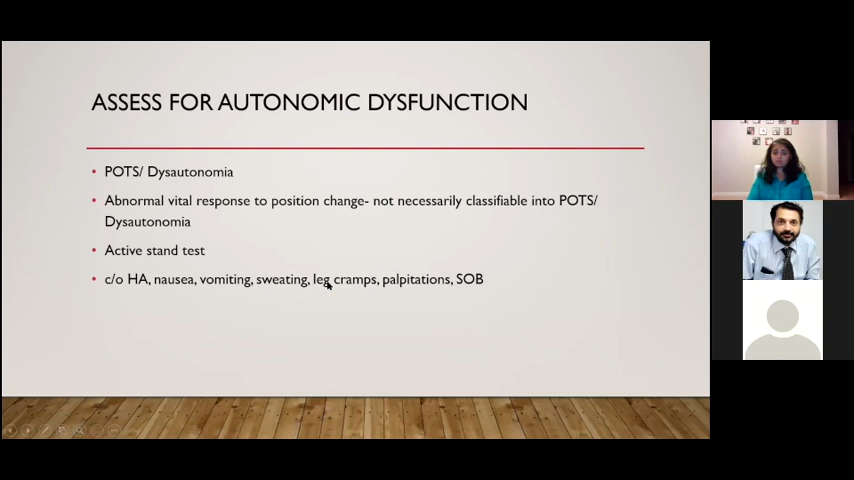 ASSESS FOR AUTONOMIC DYSFUNCTION
• POTS/ Dysautonomia
• Abnormal vital response to position change- not necessarily classifiable into POTS/
Dysautonomia
• Active stand test
• c/o HA, nausea, vomiting, sweating, leg cramps, palpitations, SOB